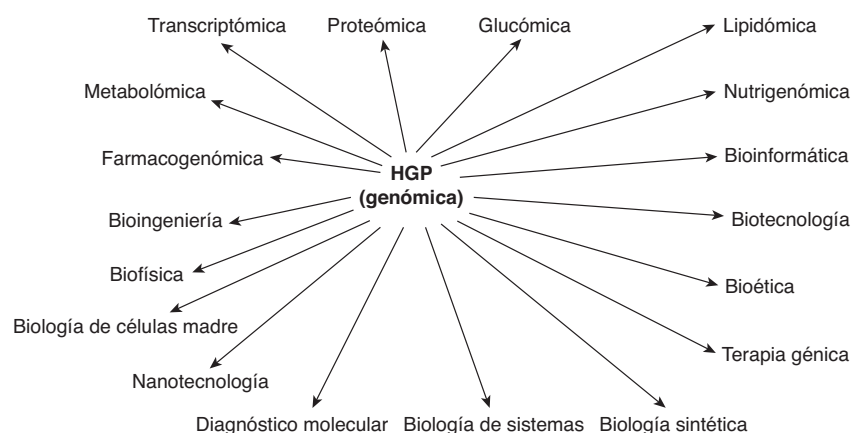 Transcriptómica Proteómica Glucómica Lipidómica
Metabolómica Nutrigenómica
Farmacogenómica Bioinformática
HGP
(genómica)
Bioingeniería Biotecnología
Biofísica Bioética
Biología de células madre
Terapia génica
Nanotecnología
Diagnóstico molecular Biología de sistemas Biología sintética